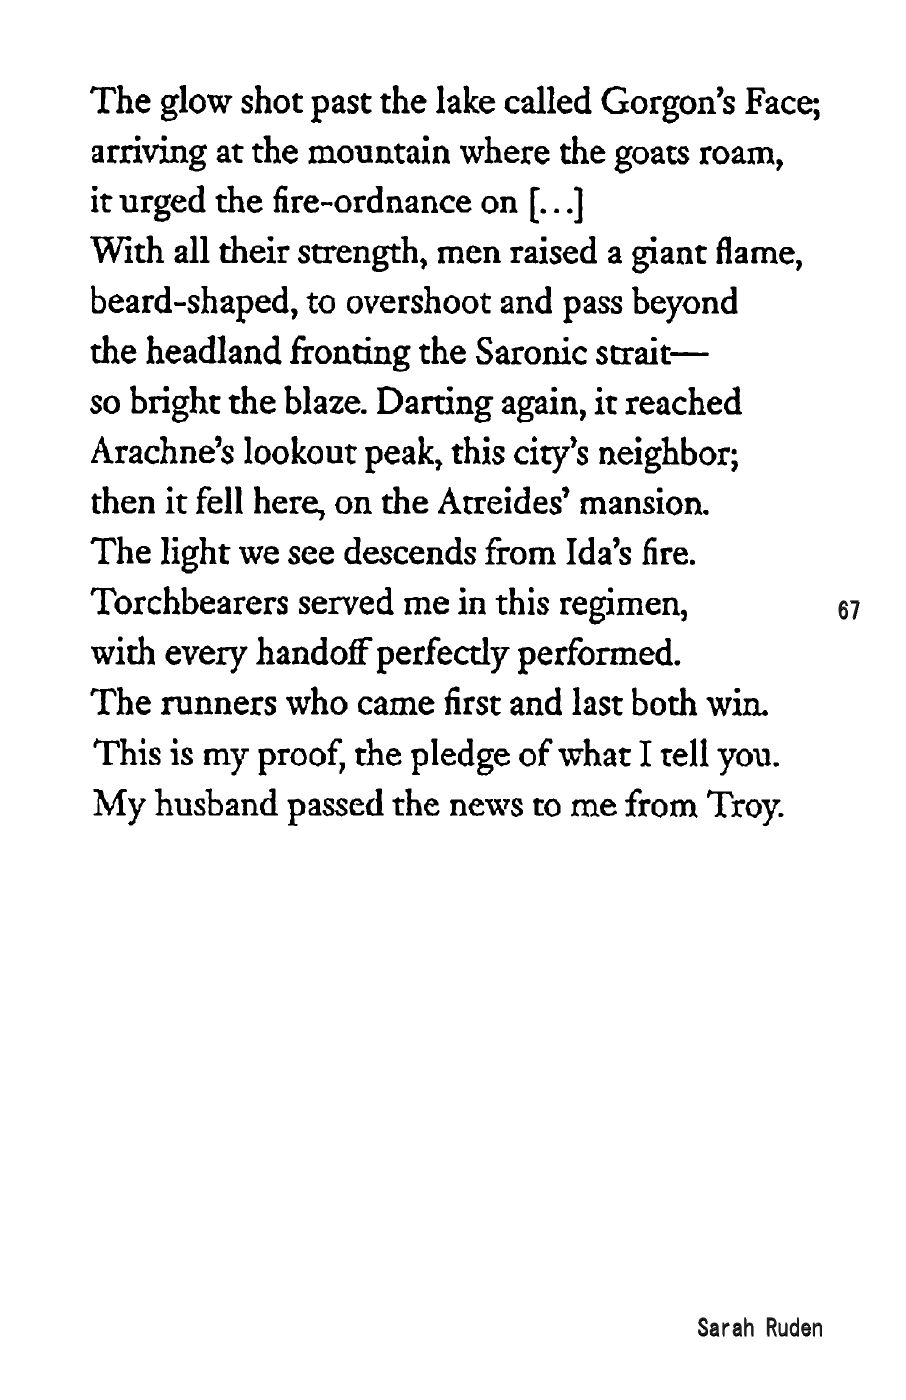 The glow shot past the lake called Gorgon's Face;
arriving at the mountain where the goats roam,
it urged the fire-ordnance on [...]
With all their strength, men raised a giant flame,
beard-shaped, to overshoot and pass beyond
the headland fronting the Saronic strait—
so bright the blaze. Darting again, it reached
Arachne's lookout peak, this city's neighbor;
then it fell here, on the Atreides' mansion.
The light we see descends from Ida's fire.
Torchbearers served me in this regimen,
67
with every handoff perfectly performed.
The runners who came first and last both win.
This is my proof, the pledge of what I tell you.
My husband passed the news to me from Troy.
Sarah Ruden